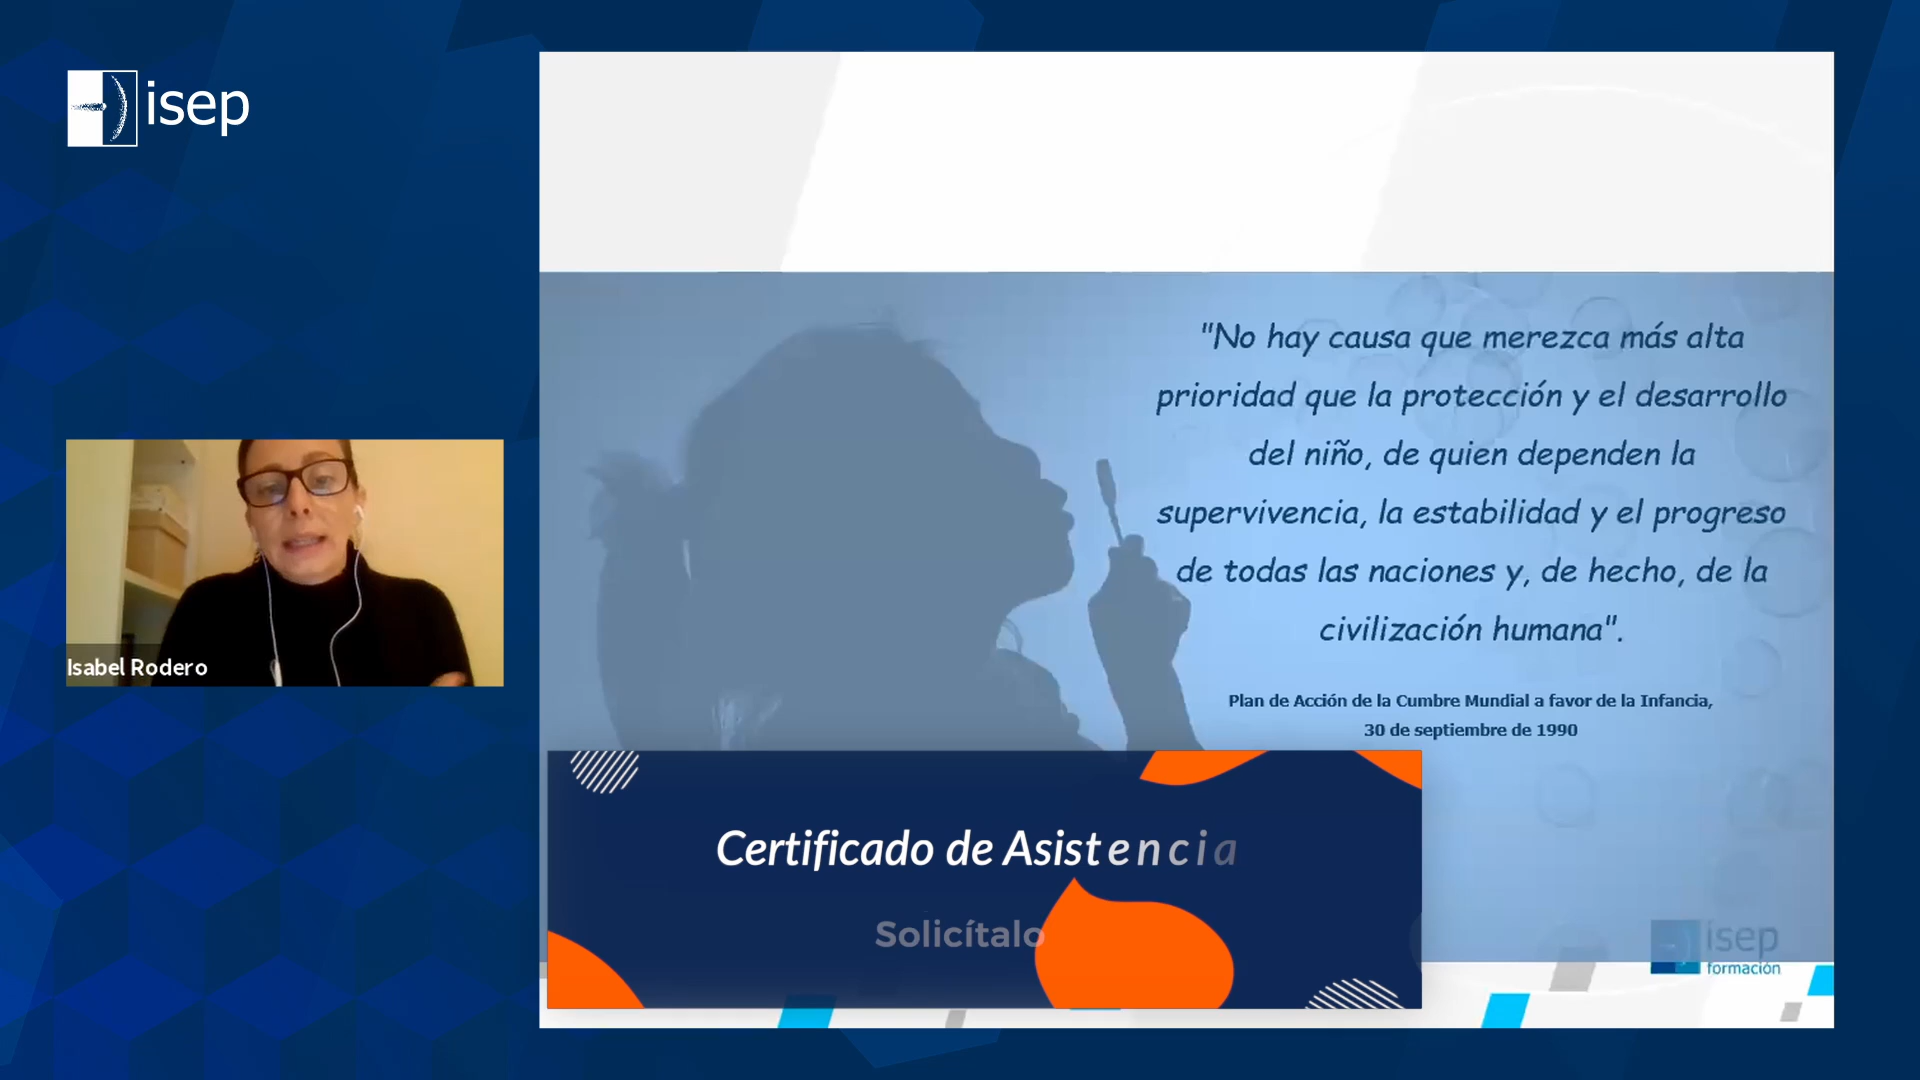 isep
"No hay causa que merezca más alta
prioridad que la protección y el desarrollo
del niño, de quien dependen la
supervivencia, la estabilidad y el progreso
de todas las naciones y, de hecho, de la
civilización humana".
Plan de Acción de la Cumbre Mundial a favor de la Infancia,
30 de septiembre de 1990
Isabel Rodero
Certificado de Asistencia
Solicítalo
isep
formación